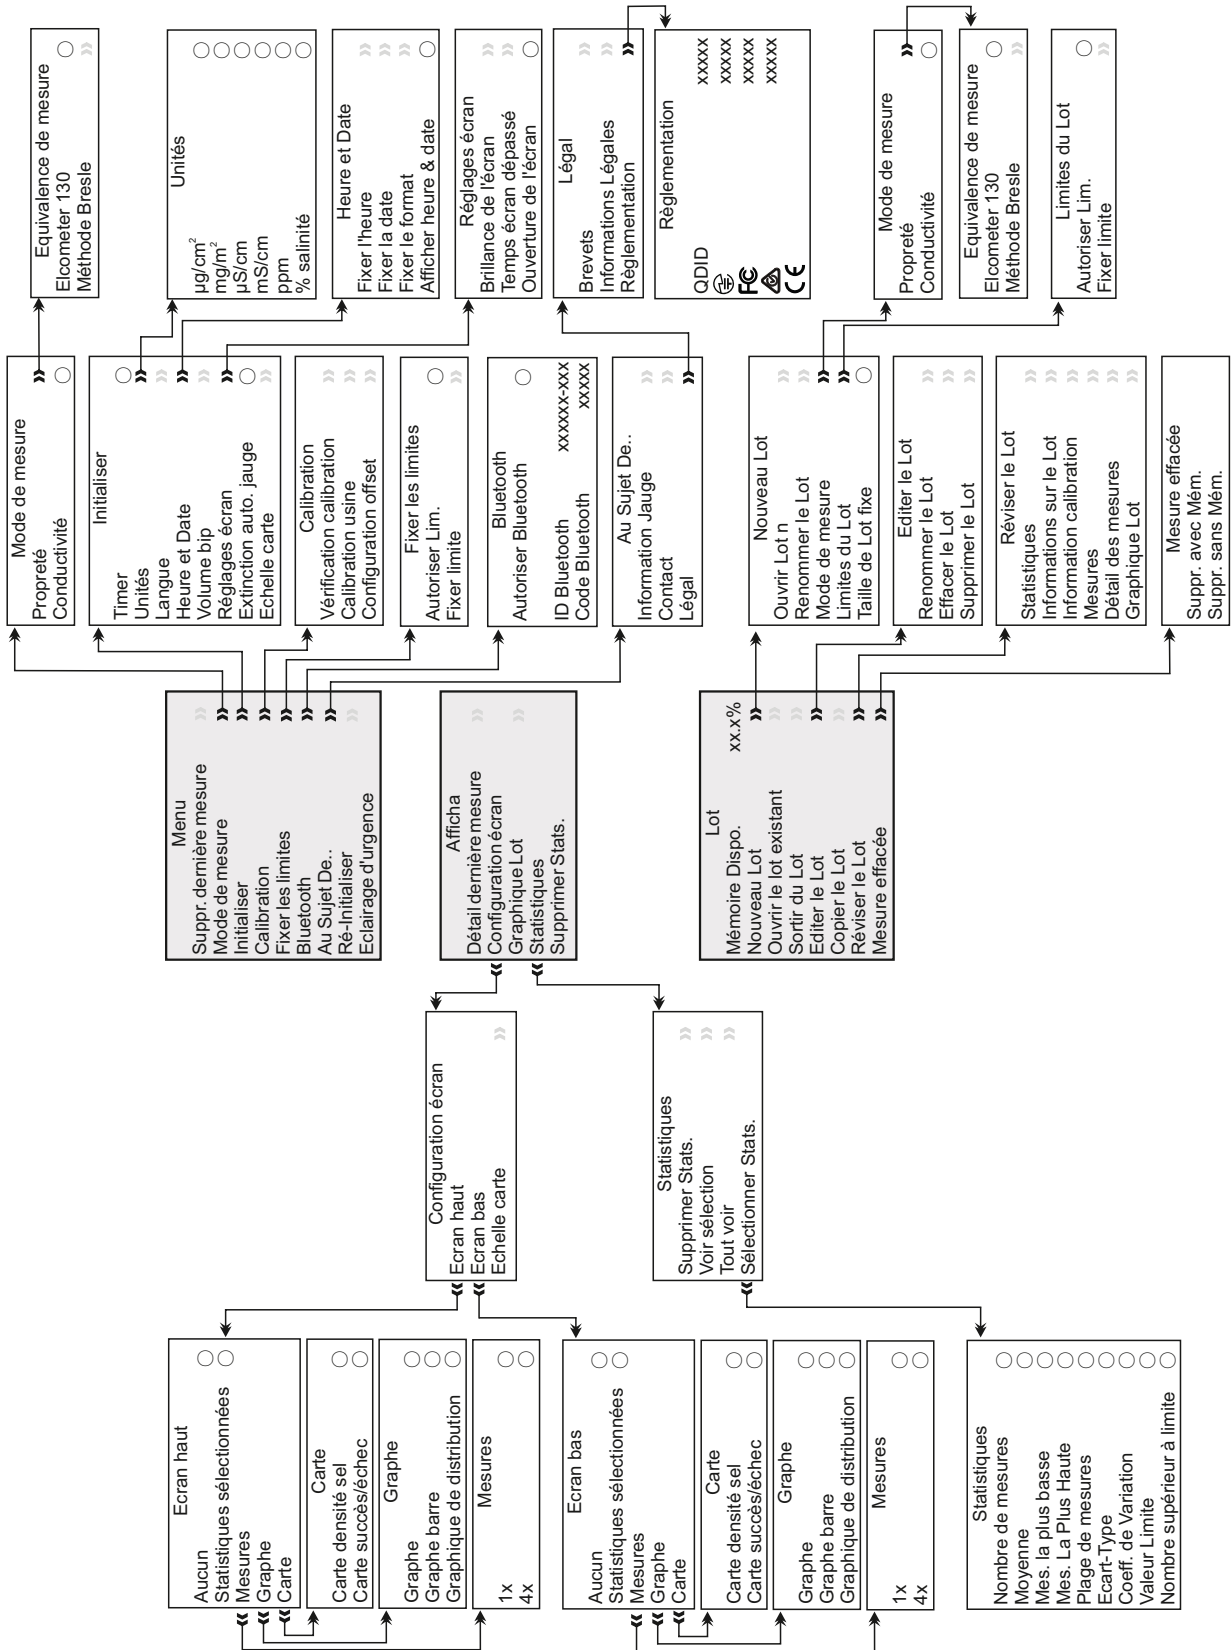 Mode de mesure
Propreté
Conductivité
Equivalence de mesure
Elcometer 130
Méthode Bresle
Initialiser
Timer
Unités
Langue
Heure et Date
Volume bip
Réglages écran
Extinction auto. jauge
Echelle carte
Unités
µg/cm²
mg/m²
µS/cm
mS/cm
ppm
% salinité
Heure et Date
Fixer l'heure
Fixer la date
Fixer le format
Afficher heure & date
Réglages écran
Brillance de l'écran
Temps écran dépassé
Ouverture de l'écran
Menu
Suppr. dernière mesure
Mode de mesure
Initialiser
Calibration
Fixer les limites
Bluetooth
Au Sujet De..
Ré-Initialiser
Eclairage d'urgence
Calibration
Vérification calibration
Calibration usine
Configuration offset
Fixer les limites
Autoriser Lim.
Fixer limite
Bluetooth
Autoriser Bluetooth
ID Bluetooth xxxxxx-xxx
Code Bluetooth xxxxx
Au Sujet De..
Information Jauge
Contact
Légal
Légal
Brevets
Informations Légales
Règlementation
Règlementation
QDID xxxxx
xxxxx
FC xxxxx
xxxxx
CE
Afficha
Détail dernière mesure
Configuration écran
Graphique Lot
Statistiques
Supprimer Stats.
Configuration écran
Ecran haut
Ecran bas
Echelle carte
Statistiques
Supprimer Stats.
Voir sélection
Tout voir
Sélectionner Stats.
Ecran haut
Aucun
Statistiques sélectionnées
Mesures
Graphe
Carte
Carte
Carte densité sel
Carte succès/échec
Graphe
Graphe
Graphe barre
Graphique de distribution
Mesures
1x
4x
Ecran bas
Aucun
Statistiques sélectionnées
Mesures
Graphe
Carte
Carte
Carte densité sel
Carte succès/échec
Graphe
Graphe
Graphe barre
Graphique de distribution
Mesures
1x
4x
Statistiques
Nombre de mesures
Moyenne
Mes. la plus basse
Mes. La Plus Haute
Plage de mesures
Ecart-Type
Coeff. de Variation
Valeur Limite
Nombre supérieur à limite
Lot
Mémoire Dispo. xx.x%
Nouveau Lot
Ouvrir le lot existant
Sortir du Lot
Editer le Lot
Copier le Lot
Réviser le Lot
Mesure effacée
Nouveau Lot
Ouvrir Lot n
Renommer le Lot
Mode de mesure
Limites du Lot
Taille de Lot fixe
Mode de mesure
Propreté
Conductivité
Equivalence de mesure
Elcometer 130
Méthode Bresle
Limites du Lot
Autoriser Lim.
Fixer limite
Editer le Lot
Renommer le Lot
Effacer le Lot
Supprimer le Lot
Réviser le Lot
Statistiques
Informations sur le Lot
Information calibration
Mesures
Détail des mesures
Graphique Lot
Mesure effacée
Suppr. avec Mém.
Suppr. sans Mém.